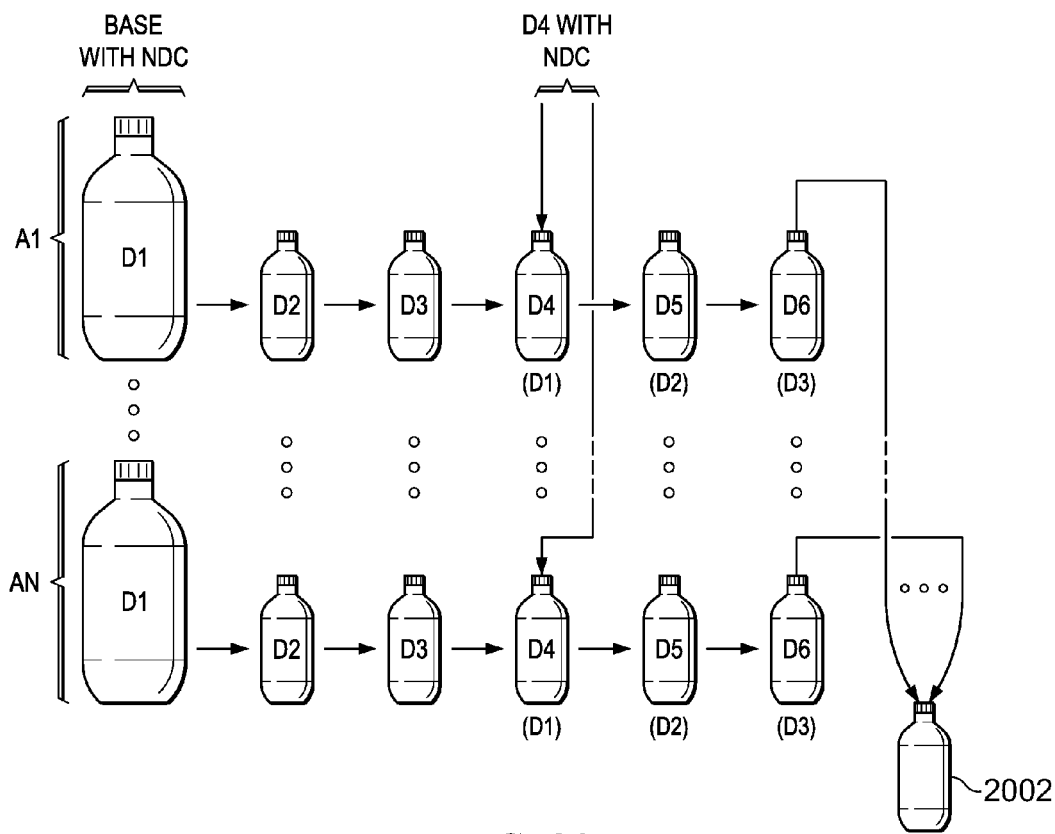 BASE
WITH NDC
D4 WITH
NDC
A1
D1
D2
D3
D4
D5
D6
(D1)
(D2)
(D3)
AN
D1
D2
D3
D4
D5
D6
(D1)
(D2)
(D3)
2002